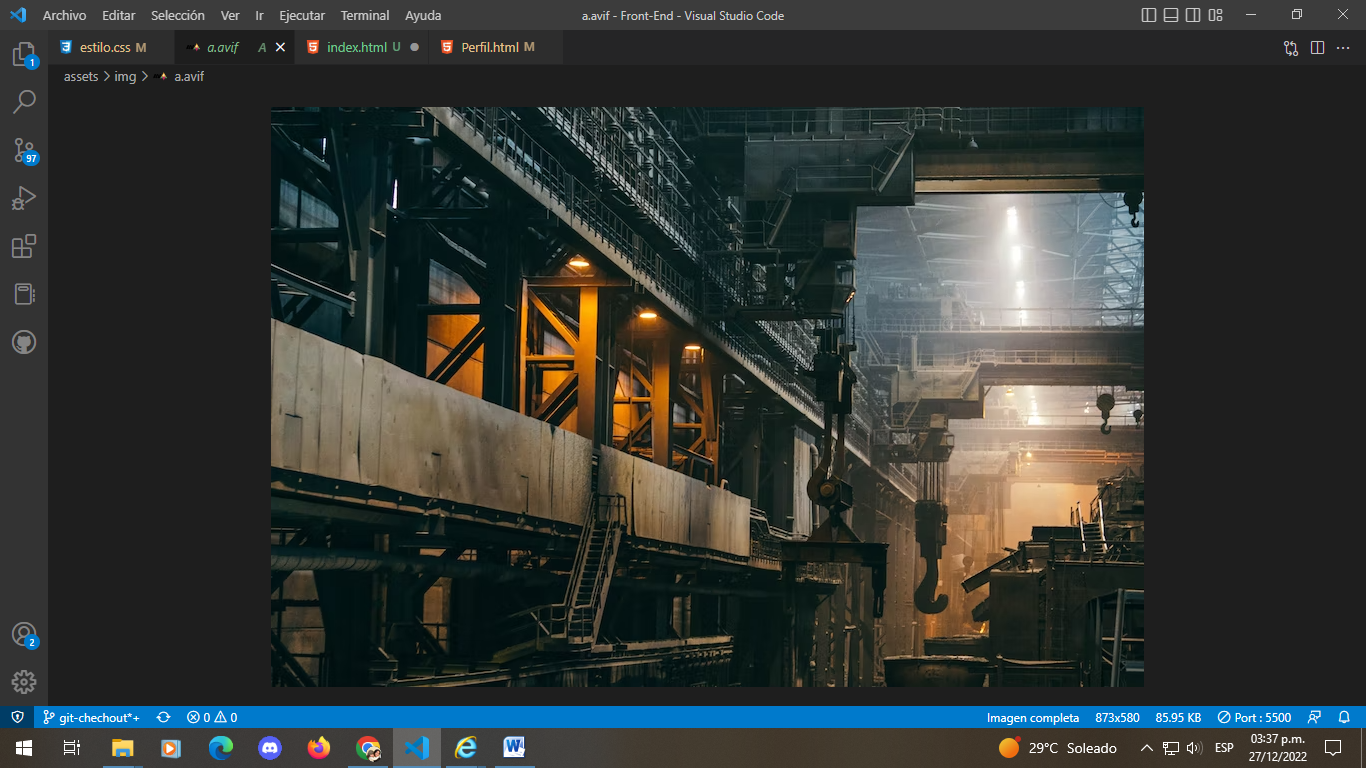 Archivo Editar Selección Ver Ir Ejecutar Terminal Ayuda a.avif - Front-End - Visual Studio Code
estilo.css M a.avif A index.html U Perfil.html M
assets > img > a.avif
1
97
2
git-chechout*+ 0 0 Imagen completa 873x580 85.95 KB Port : 5500
29°C Soleado ESP 03:37 p.m.
27/12/2022